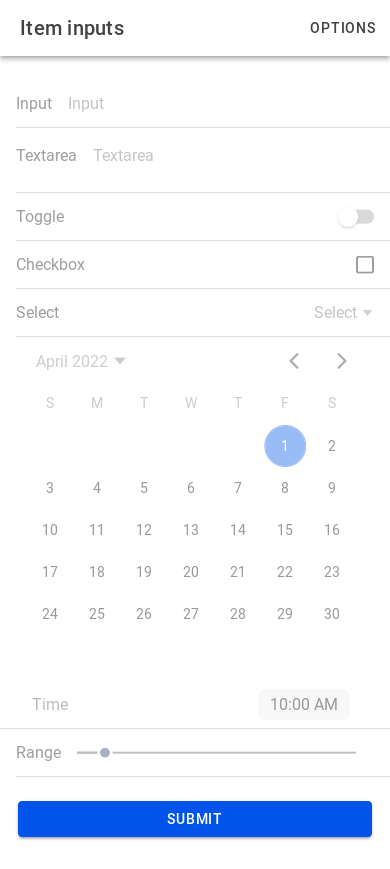 Item inputs OPTIONS
Input Input
Textarea Textarea
Toggle
Checkbox
Select Select
April 2022
S M T W T F S
1 2
3 4 5 6 7 8 9
10 11 12 13 14 15 16
17 18 19 20 21 22 23
24 25 26 27 28 29 30
Time 10:00 AM
Range
SUBMIT